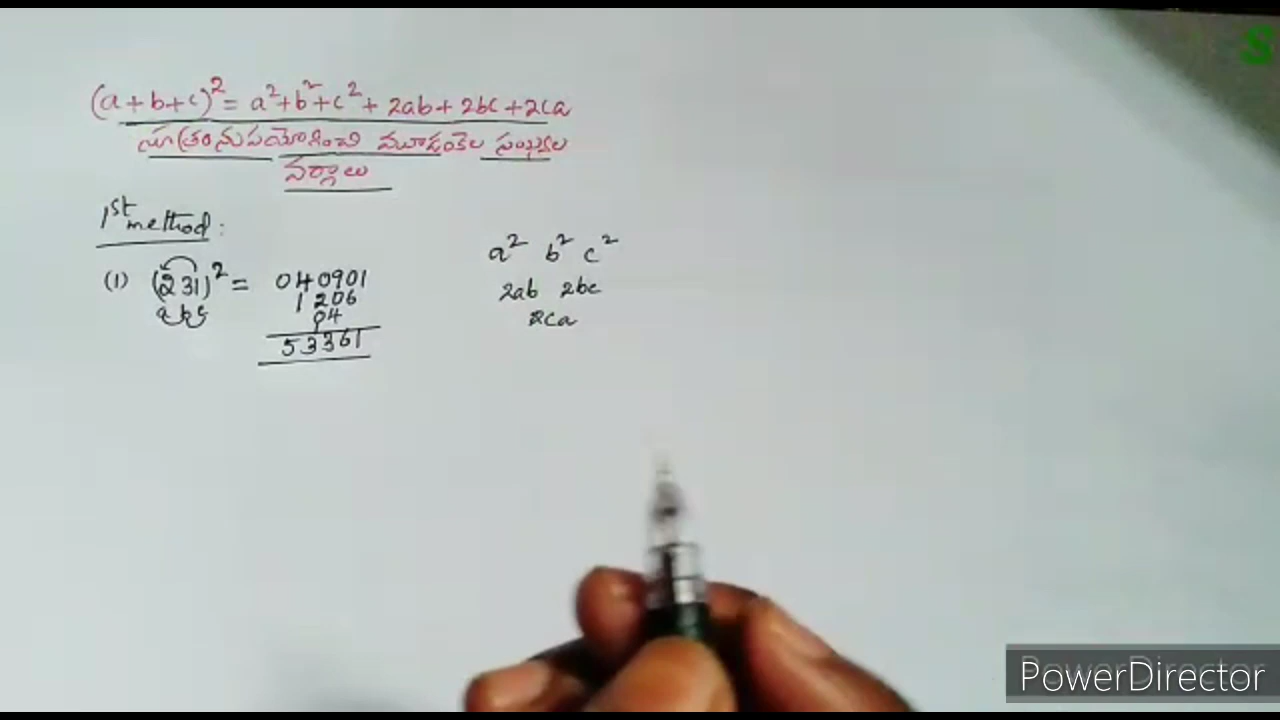 (a+b+c)² = a²+b²+c²+2ab+2bc+2ca
సూత్రంనుపయోగించి మూడంకెల సంఖ్యల
వర్గాలు
1st method:
(1) (231)² = 040901
a b c 1206
04
53361
a² b² c²
2ab 2bc
2ca
S
PowerDirector